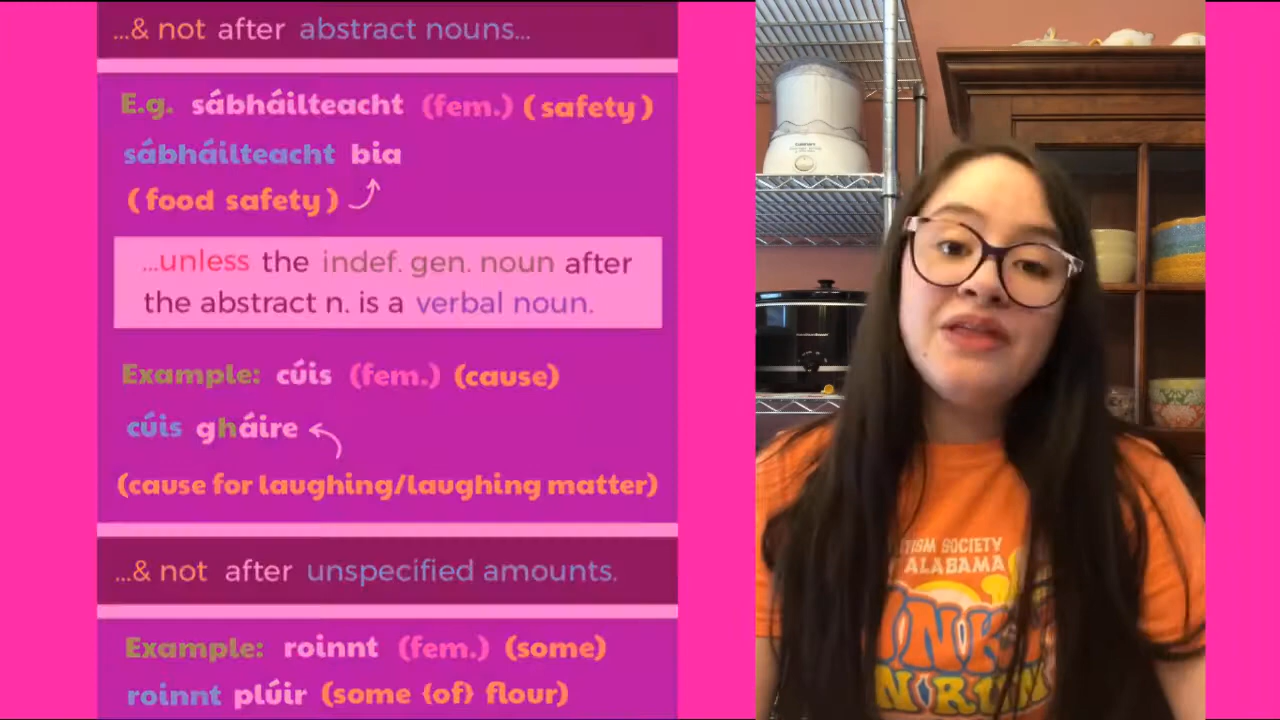 ...& not after abstract nouns...
E.g. sábháilteacht (fem.) (safety)
sábháilteacht bia
(food safety)
...unless the indef. gen. noun after
the abstract n. is a verbal noun.
Example: cúis (fem.) (cause)
cúis gháire
(cause for laughing/laughing matter)
...& not after unspecified amounts.
Example: roinnt (fem.) (some)
roinnt plúir (some {of} flour)
Cuisinart
TISM SOCIETY
ALABAMA